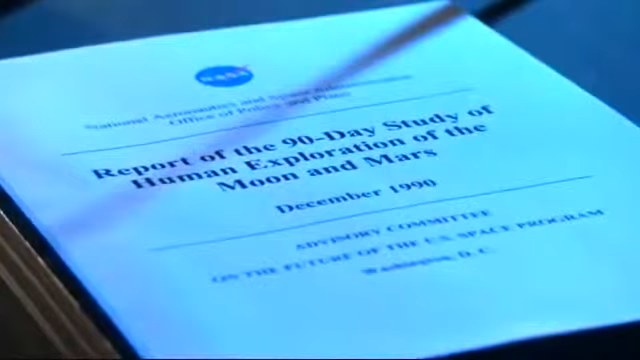 NASA
National Aeronautics and Space Administration
Office of Policy and Plans
Report of the 90-Day Study of
Human Exploration of the
Moon and Mars
December 1990
ADVISORY COMMITTEE
ON THE FUTURE OF THE U.S. SPACE PROGRAM
Washington, D. C.